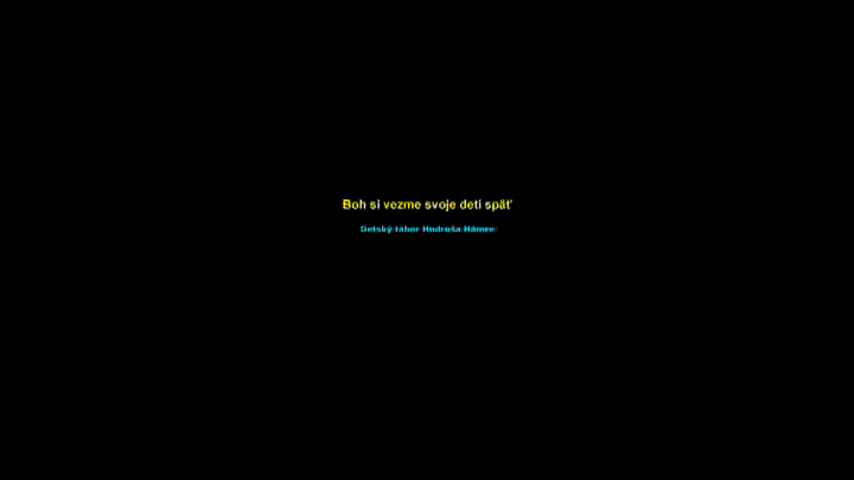 Boh si vezme svoje deti späť
Detský tábor Hodruša Hámre